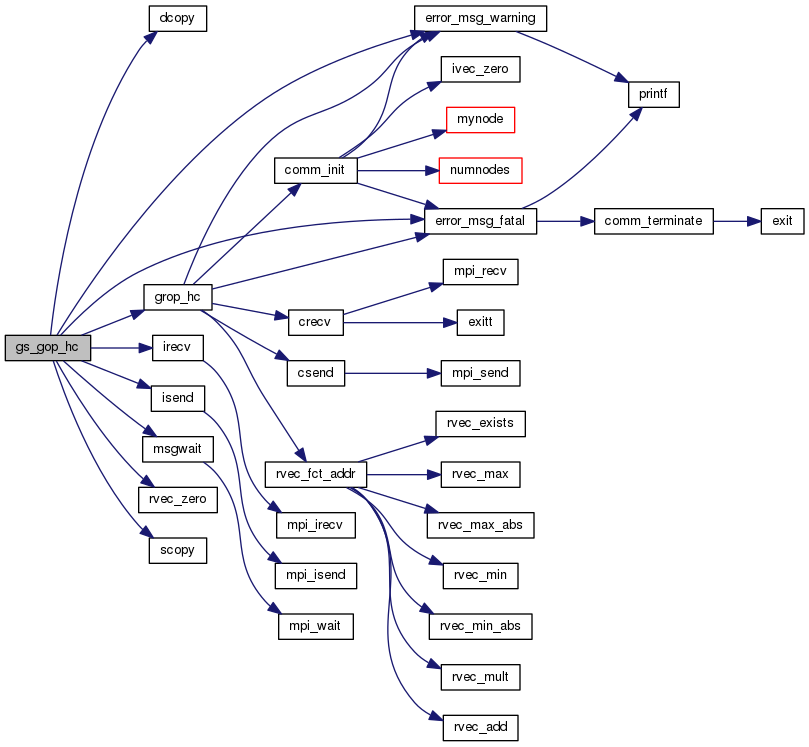 dcopy
error_msg_warning
ivec_zero
printf
mynode
comm_init
numnodes
error_msg_fatal
comm_terminate
exit
mpi_recv
grop_hc
crecv
exitt
gs_gop_hc
irecv
csend
mpi_send
isend
rvec_exists
msgwait
rvec_fct_addr
rvec_max
rvec_zero
mpi_irecv
rvec_max_abs
scopy
mpi_isend
rvec_min
mpi_wait
rvec_min_abs
rvec_mult
rvec_add